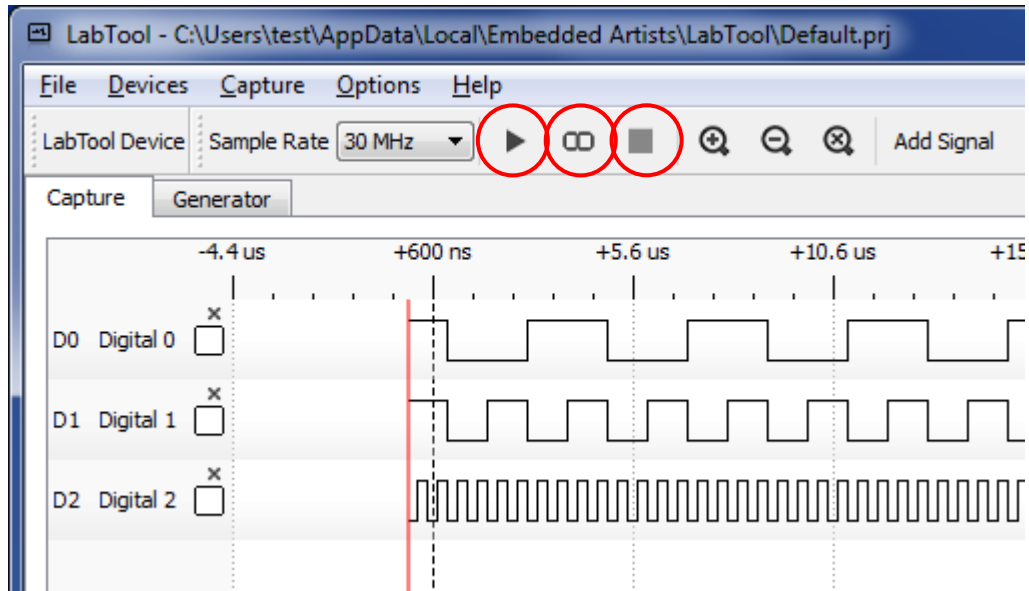 LabTool - C:\Users\test\AppData\Local\Embedded Artists\LabTool\Default.prj
File Devices Capture Options Help
LabTool Device Sample Rate 30 MHz Add Signal
Capture Generator
-4.4 us +600 ns +5.6 us +10.6 us +15
D0 Digital 0
D1 Digital 1
D2 Digital 2